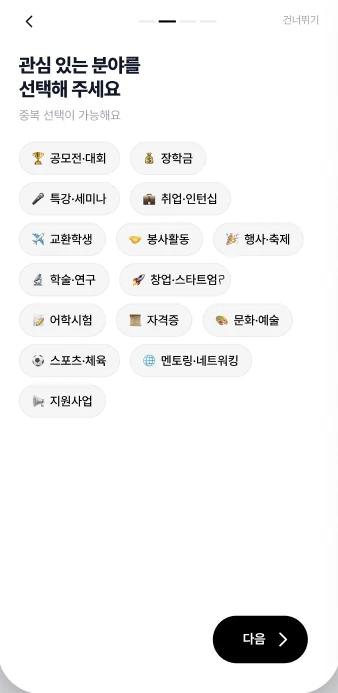 건너뛰기
관심 있는 분야를
선택해 주세요
중복 선택이 가능해요
공모전·대회
장학금
특강·세미나
취업·인턴십
교환학생
봉사활동
행사·축제
학술·연구
창업·스타트업
어학시험
자격증
문화·예술
스포츠·체육
멘토링·네트워킹
지원사업
다음